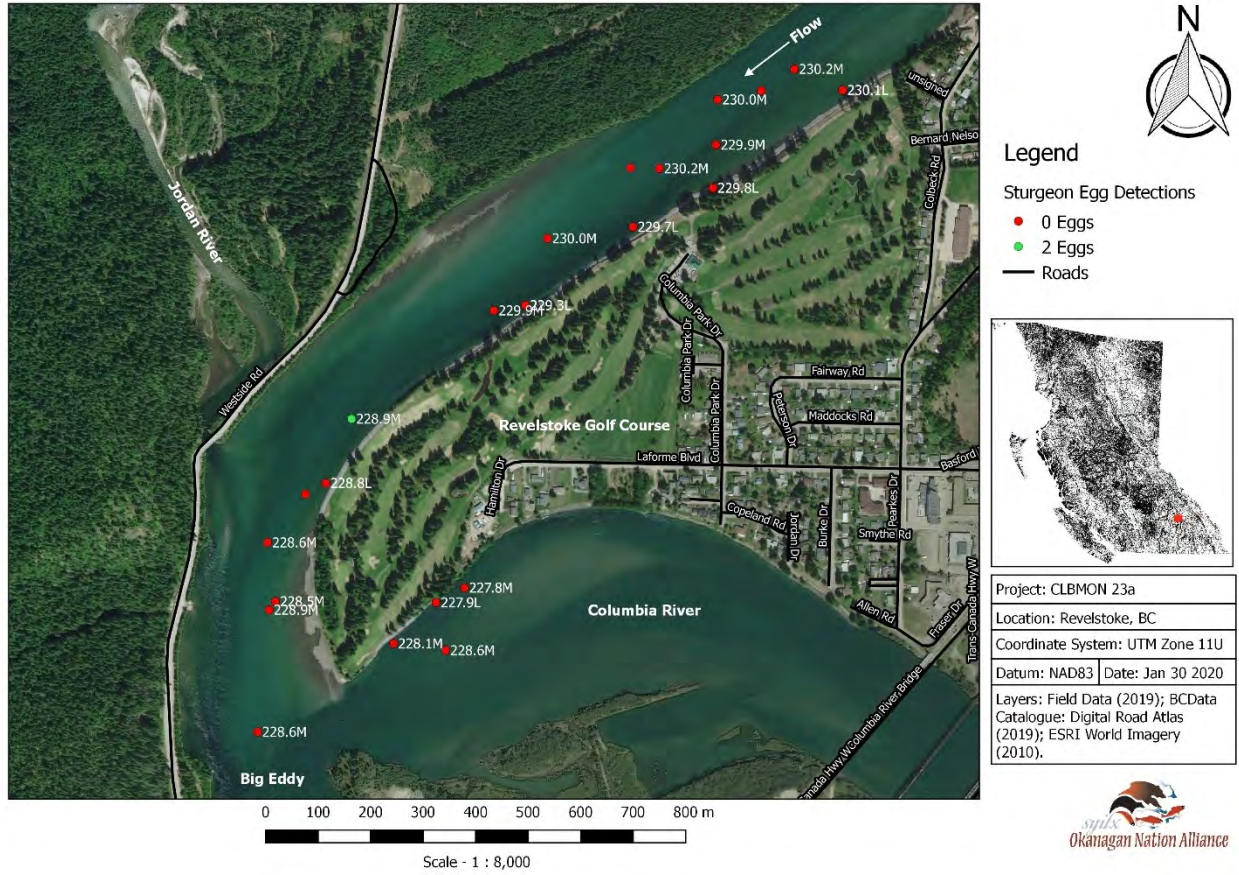 N
Flow
230.2M
unsigned
230.1L
230.0M
Bernard Nelso
229.9M
230.2M
Colbeck Rd
229.8L
Jordan River
229.7L
230.0M
Columbia Park Dr
229.3L
229.9M
Columbia Park Dr
Columbia Park Dr
Fairway Rd
Westside Rd
Peterson Dr
Maddocks Rd
228.9M
Revelstoke Golf Course
Laforme Blvd
Basford
228.8L
Hamilton Dr
Copeland Rd
Jordan Dr
Burke Dr
Pearkes Dr
Smythe Rd
228.6M
227.8M
228.5M
227.9L
228.9M
Columbia River
Allen Rd
Fraser Dr
Trans-Canada Hwy W
228.1M
228.6M
228.6M
Canada Hwy W
Columbia River Bridge
Big Eddy
Legend
Sturgeon Egg Detections
0 Eggs
2 Eggs
Roads
Project: CLBMON 23a
Location: Revelstoke, BC
Coordinate System: UTM Zone 11U
Datum: NAD83
Date: Jan 30 2020
Layers: Field Data (2019); BCData
Catalogue: Digital Road Atlas
(2019); ESRI World Imagery
(2010).
syilx
Okanagan Nation Alliance
0 100 200 300 400 500 600 700 800 m
Scale - 1 : 8,000